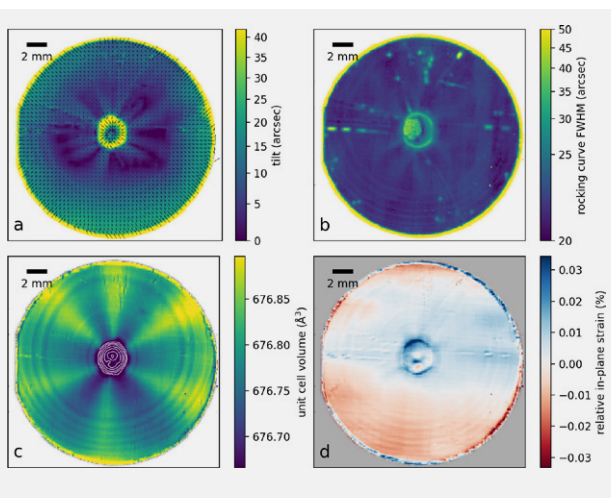 2 mm
a
40
35
30
25
20
15
10
5
0
tilt (arcsec)
2 mm
b
50
45
40
35
30
25
20
rocking curve FWHM (arcsec)
2 mm
c
676.85
676.80
676.75
676.70
unit cell volume (Å³)
2 mm
d
0.03
0.02
0.01
0.00
−0.01
−0.02
−0.03
relative in-plane strain (%)